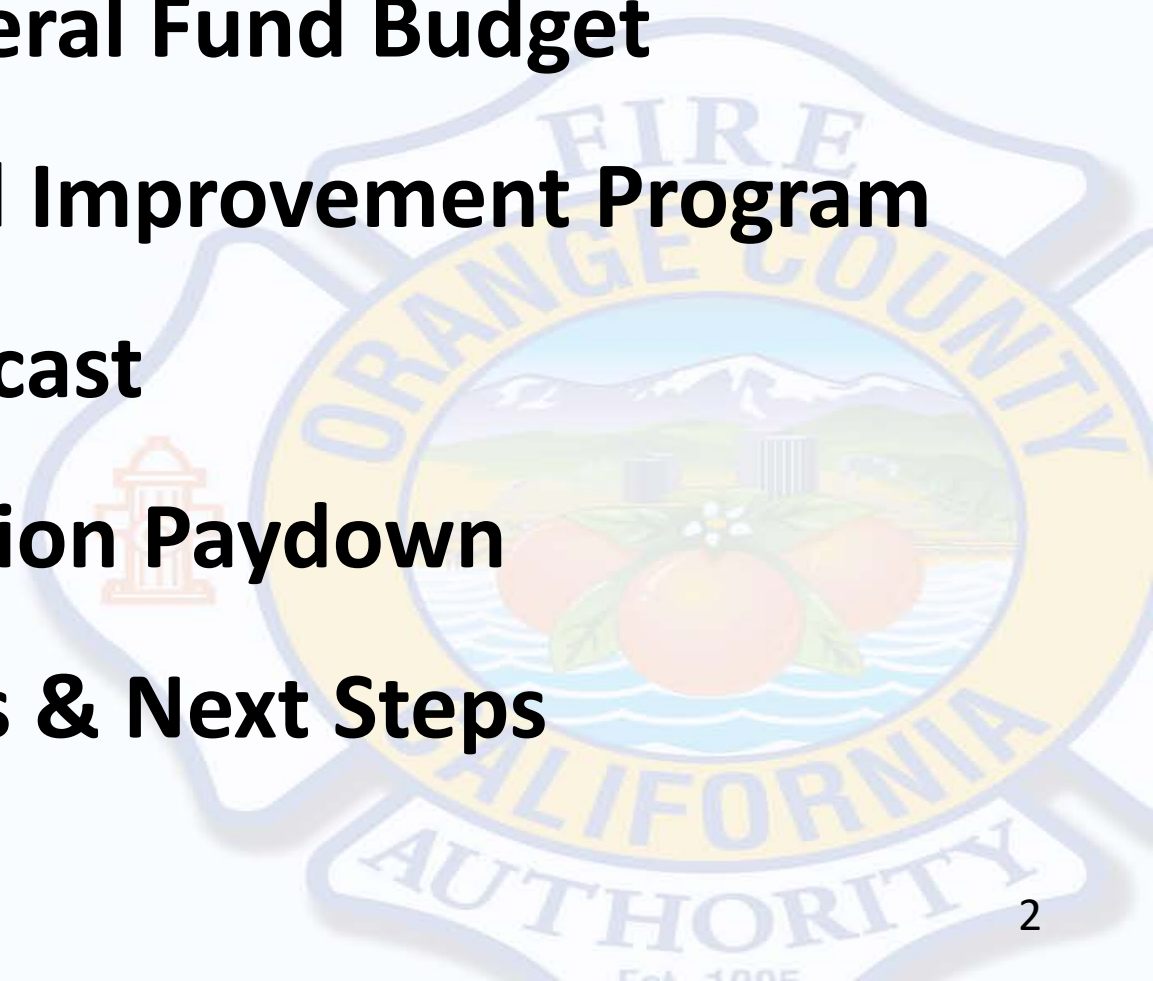 eral Fund Budget
FIRE
l Improvement Program
ORANGE COUNTY
cast
ion Paydown
s & Next Steps
CALIFORNIA
AUTHORITY
2